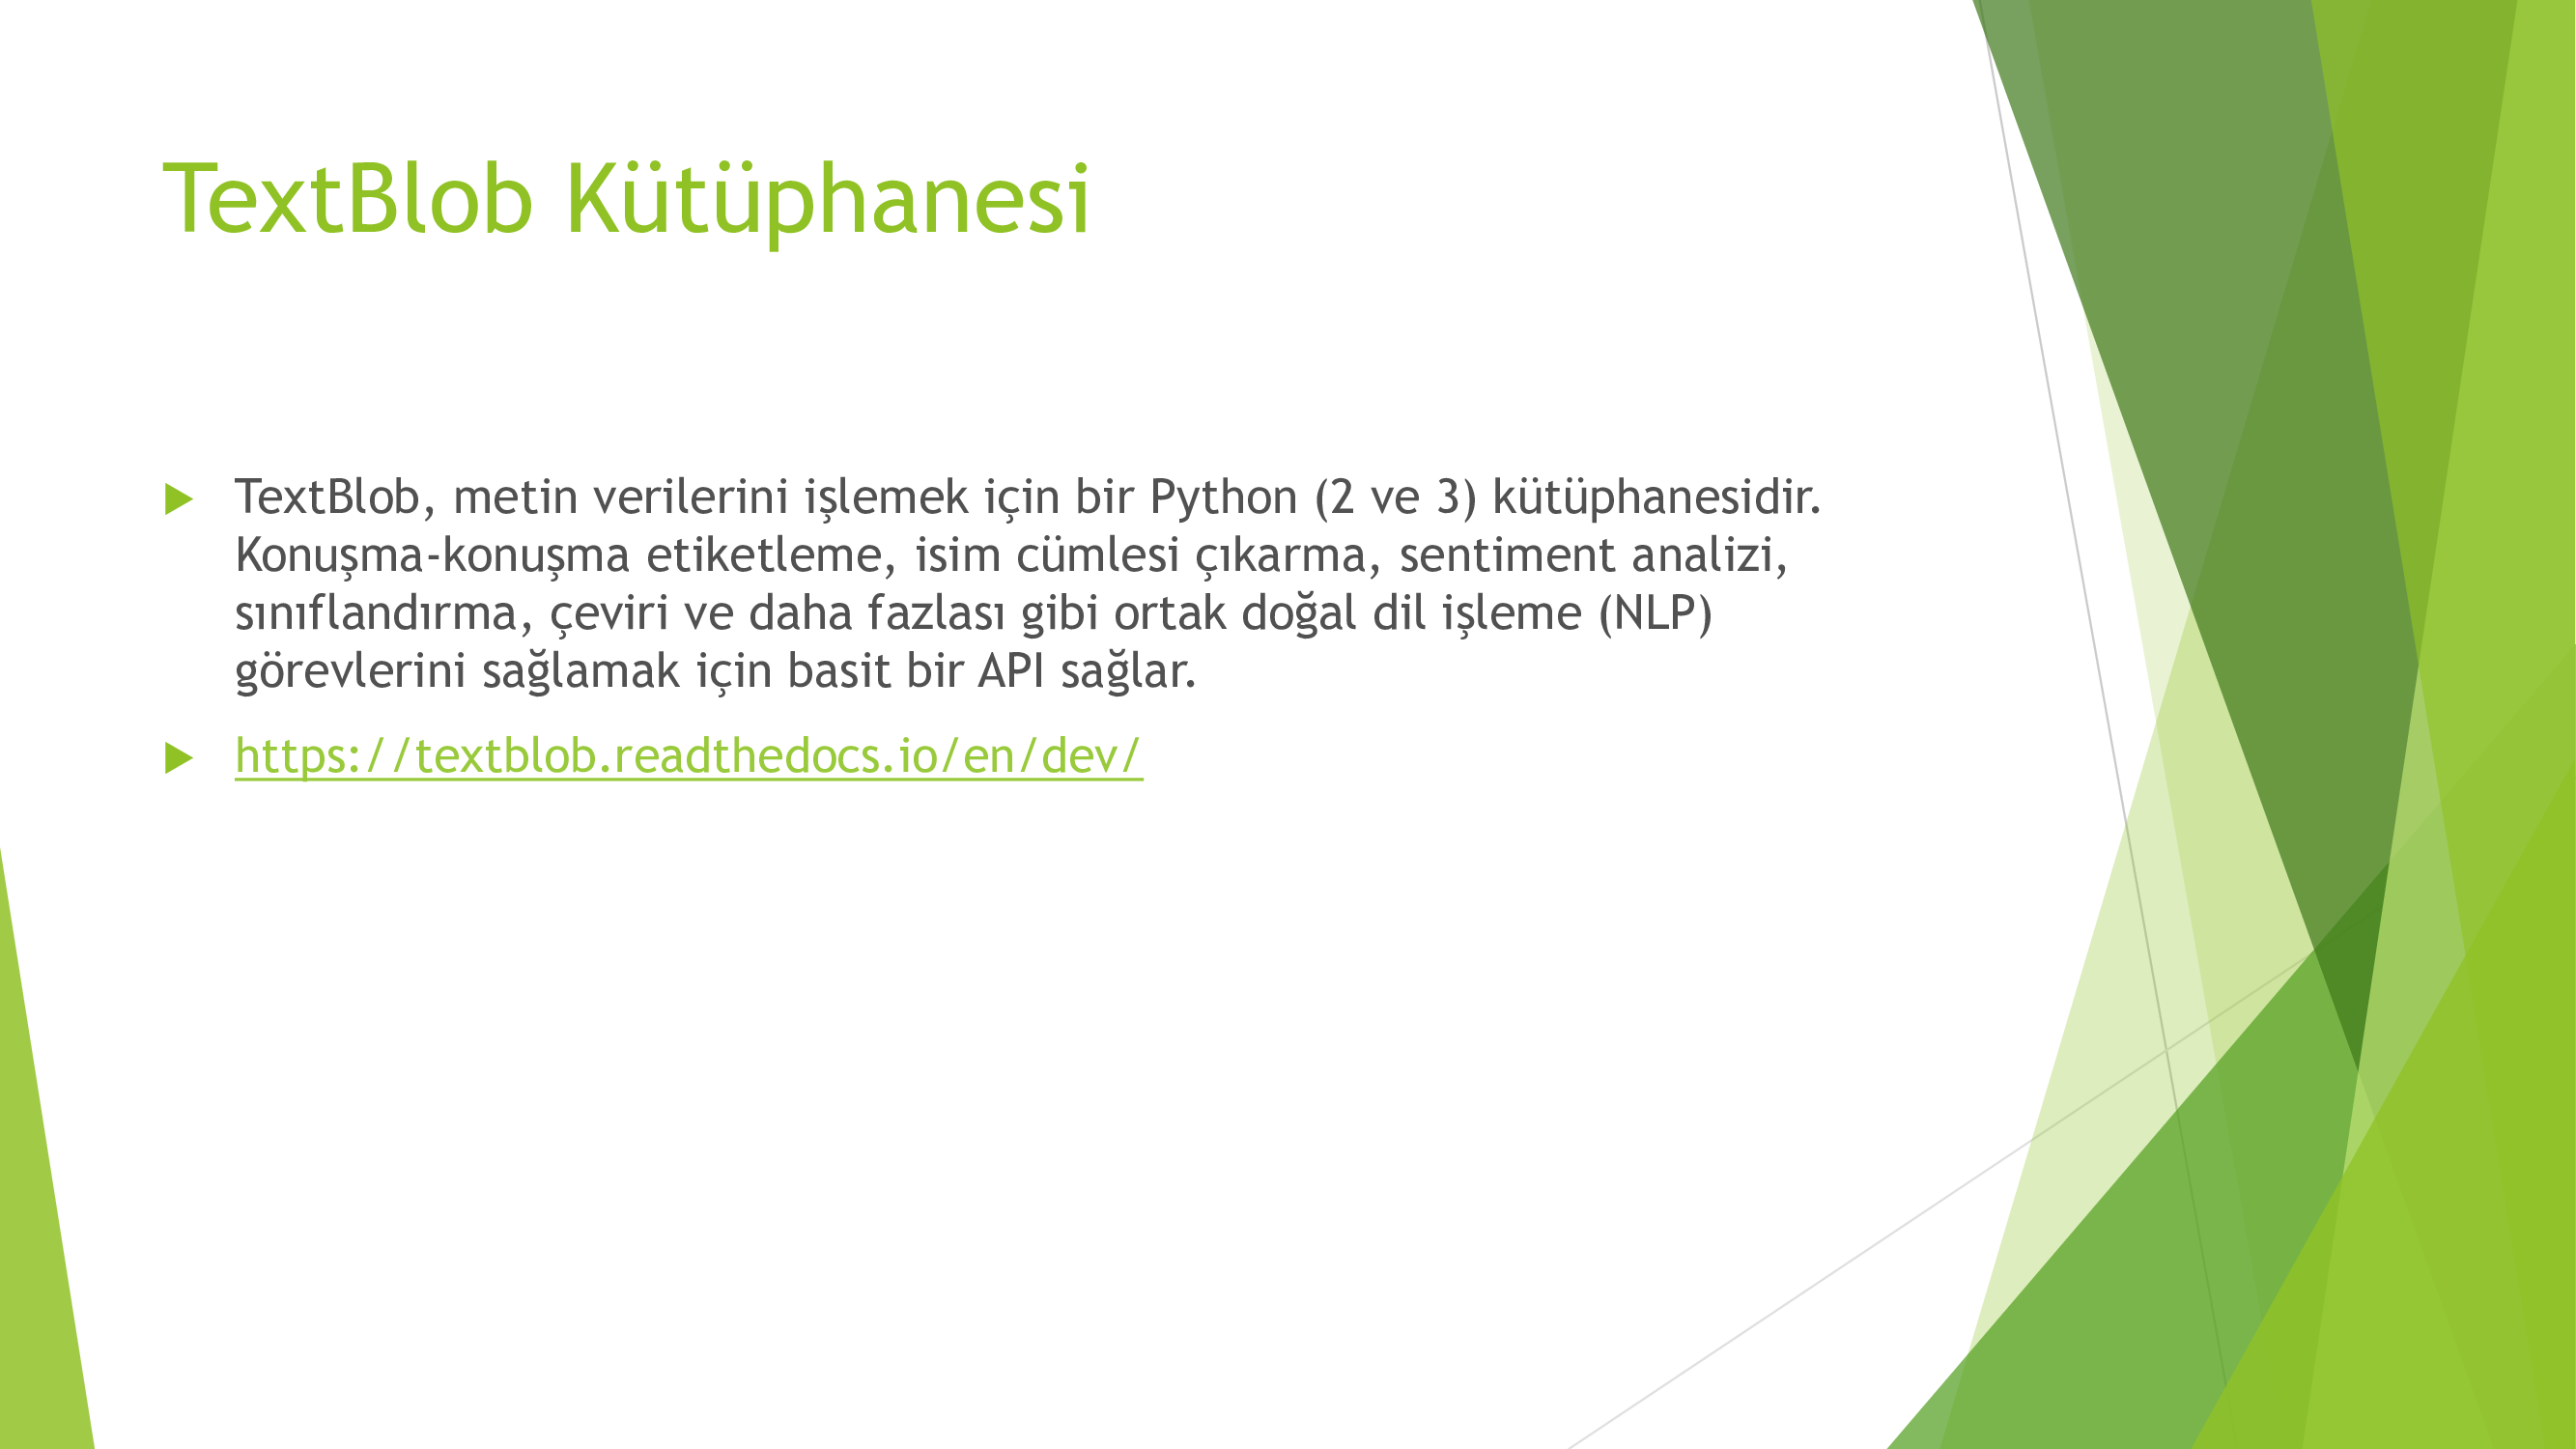 TextBlob Kütüphanesi
TextBlob, metin verilerini işlemek için bir Python (2 ve 3) kütüphanesidir.
Konuşma-konuşma etiketleme, isim cümlesi çıkarma, sentiment analizi,
sınıflandırma, çeviri ve daha fazlası gibi ortak doğal dil işleme (NLP)
görevlerini sağlamak için basit bir API sağlar.
https://textblob.readthedocs.io/en/dev/